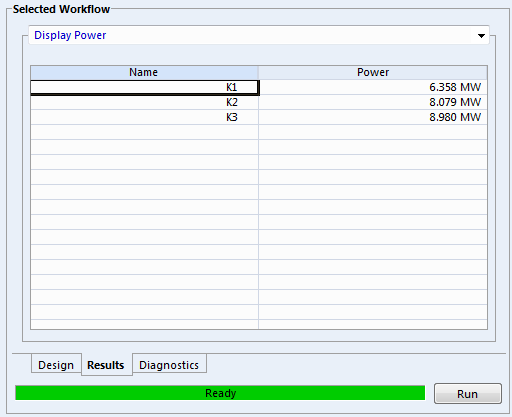 Selected Workflow
Display Power
Name Power
K1 6.358 MW
K2 8.079 MW
K3 8.980 MW
Design Results Diagnostics
Ready Run